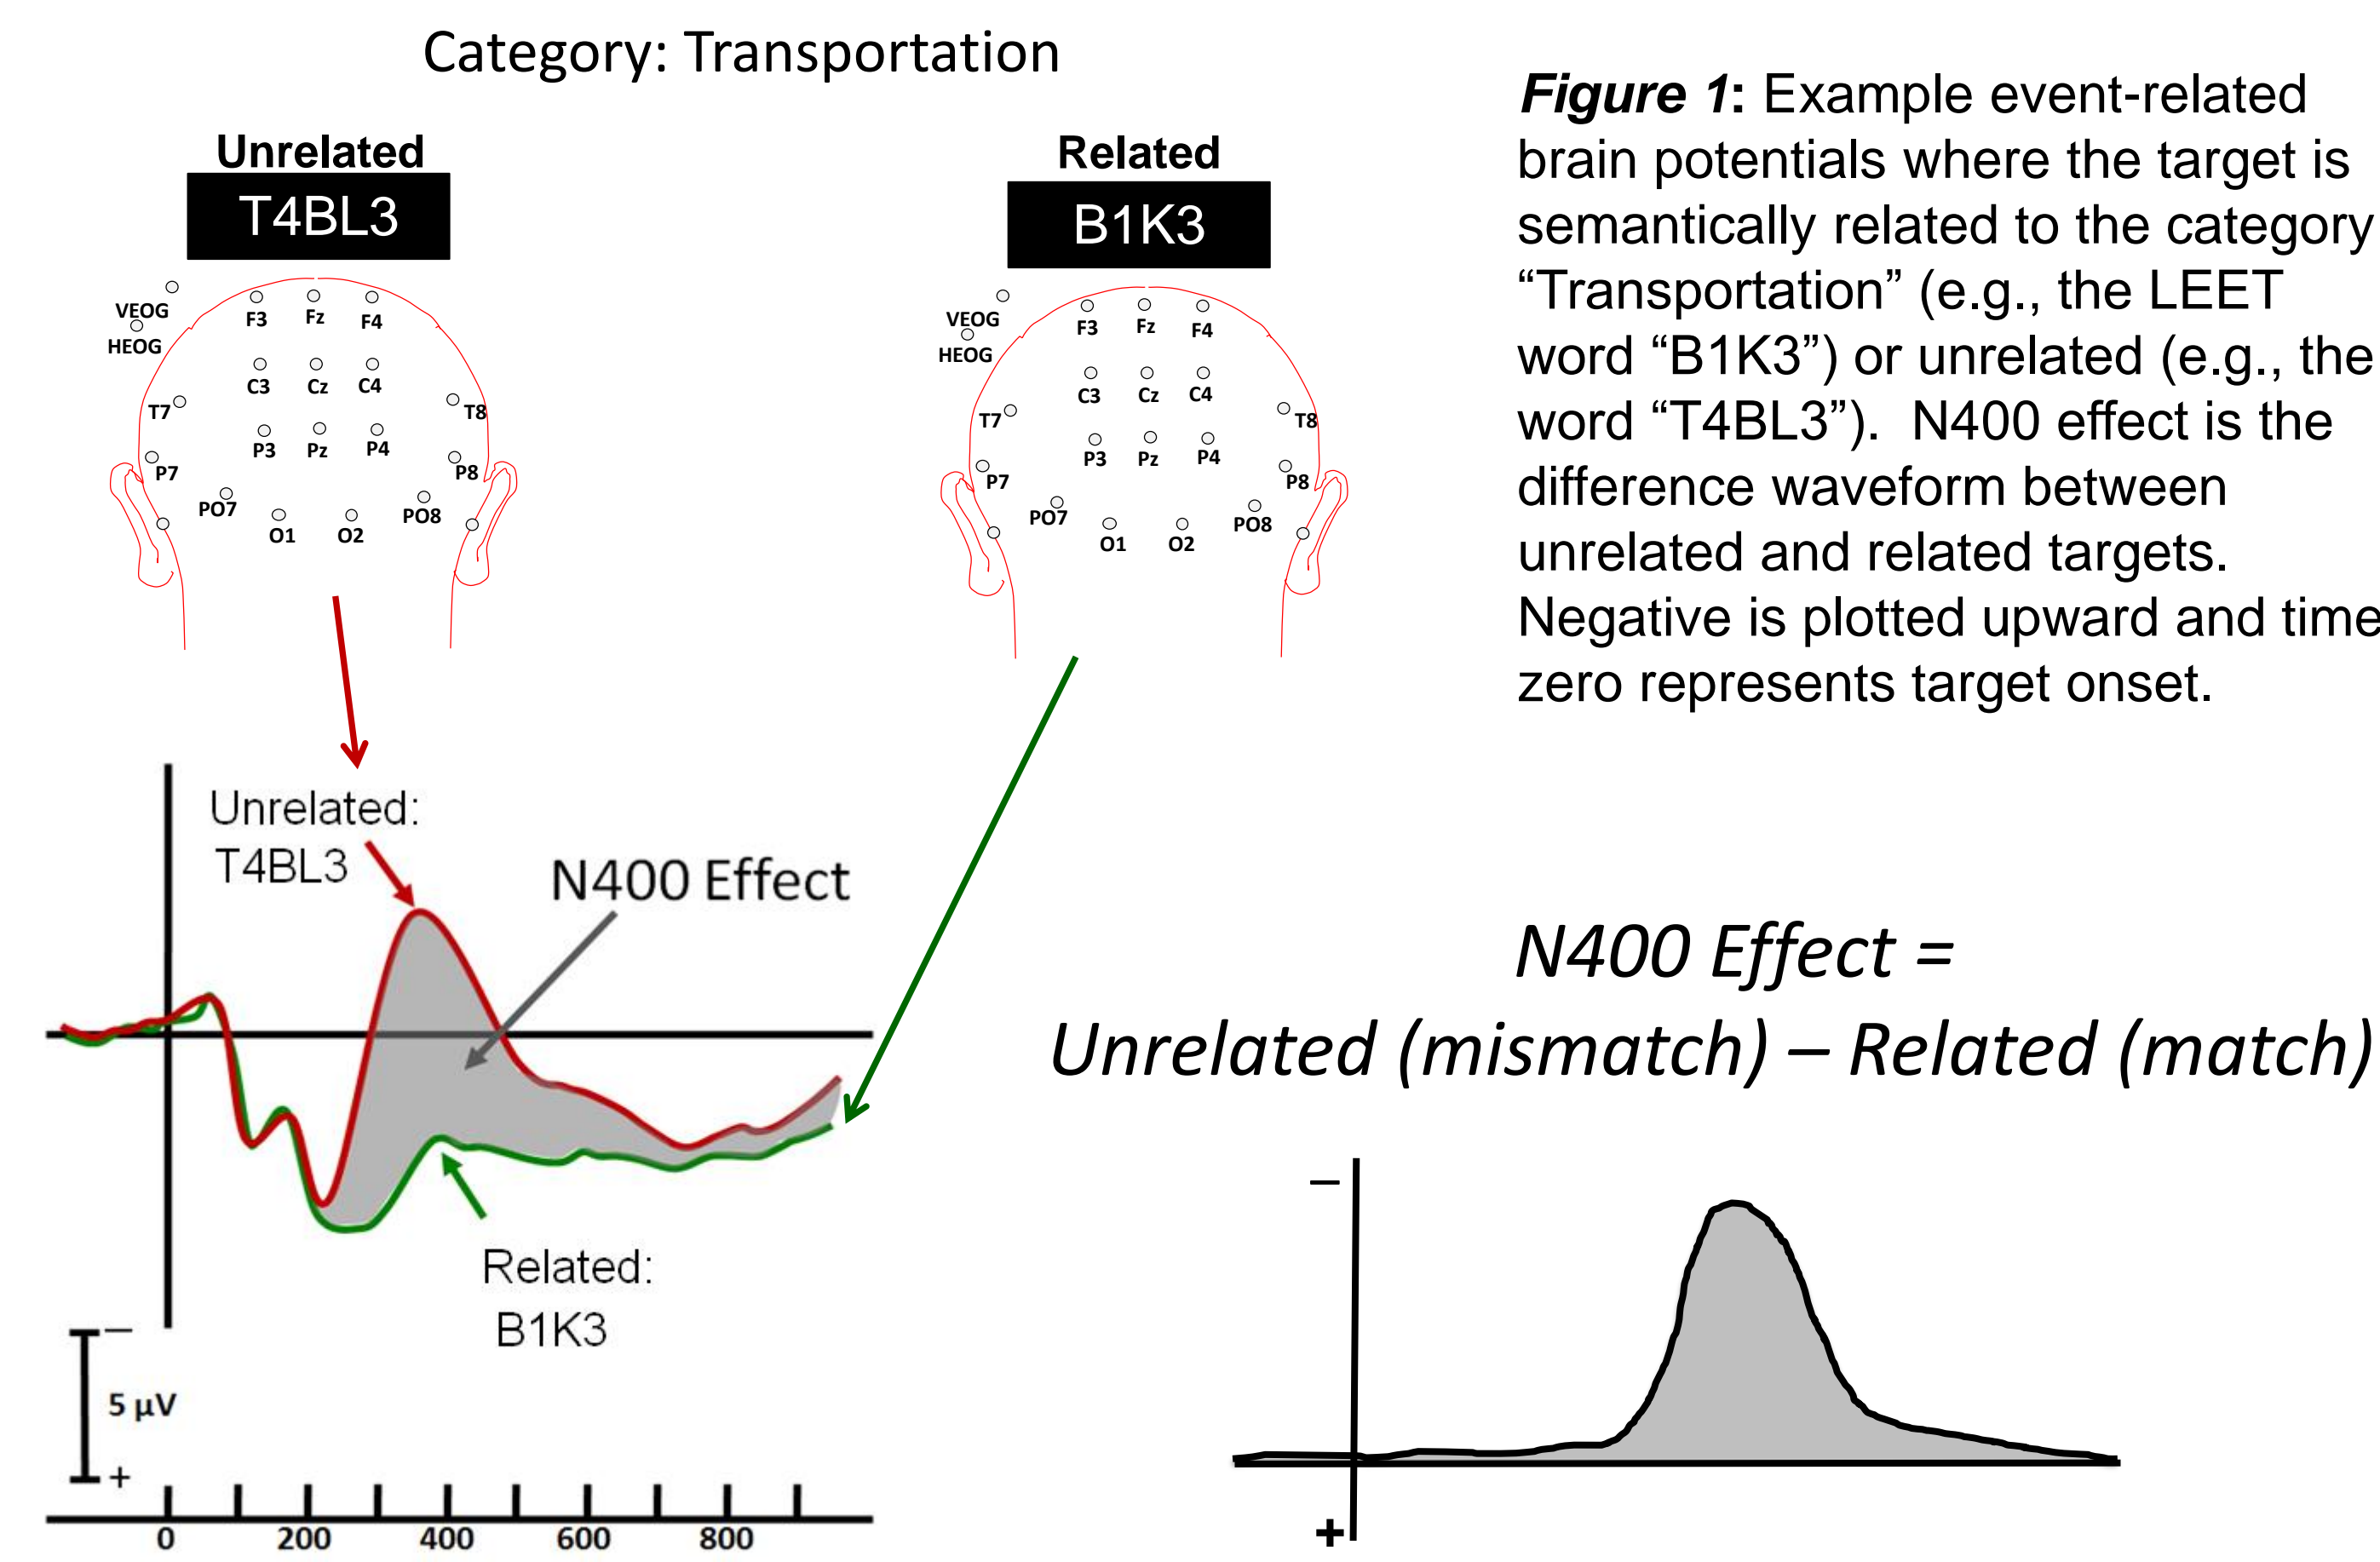 Category: Transportation
Unrelated
T4BL3
VEOG
HEOG
F3 Fz F4
C3 Cz C4
T7 T8
P3 Pz P4
P7 P8
PO7 PO8
O1 O2
Related
B1K3
VEOG
HEOG
F3 Fz F4
C3 Cz C4
T7 T8
P3 Pz P4
P7 P8
PO7 PO8
O1 O2
Figure 1: Example event-related
brain potentials where the target is
semantically related to the category
“Transportation” (e.g., the LEET
word “B1K3”) or unrelated (e.g., the
word “T4BL3”).  N400 effect is the
difference waveform between
unrelated and related targets.
Negative is plotted upward and time
zero represents target onset.
Unrelated:
T4BL3
N400 Effect
Related:
B1K3
–
5 μV
+
0 200 400 600 800
N400 Effect =
Unrelated (mismatch) – Related (match)
–
+